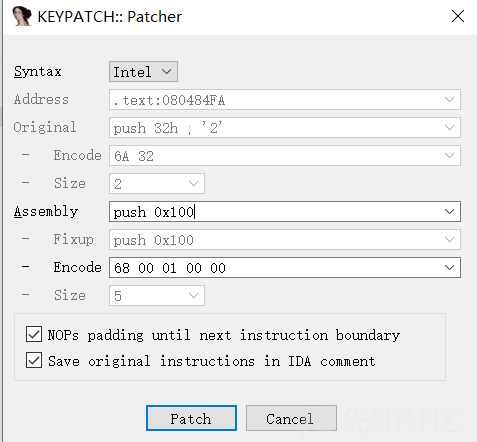 KEYPATCH:: Patcher
Syntax Intel
Address .text:080484FA
Original push 32h ; '2'
- Encode 6A 32
- Size 2
Assembly push 0x100
- Fixup push 0x100
- Encode 68 00 01 00 00
- Size 5
NOPs padding until next instruction boundary
Save original instructions in IDA comment
Patch Cancel
先知社区